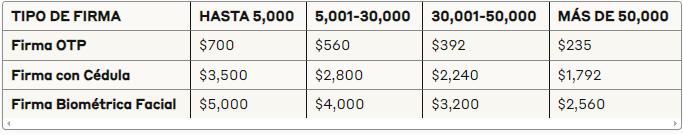 TIPO DE FIRMA HASTA 5,000 5,001-30,000 30,001-50,000 MÁS DE 50,000
Firma OTP $700 $560 $392 $235
Firma con Cédula $3,500 $2,800 $2,240 $1,792
Firma Biométrica Facial $5,000 $4,000 $3,200 $2,560